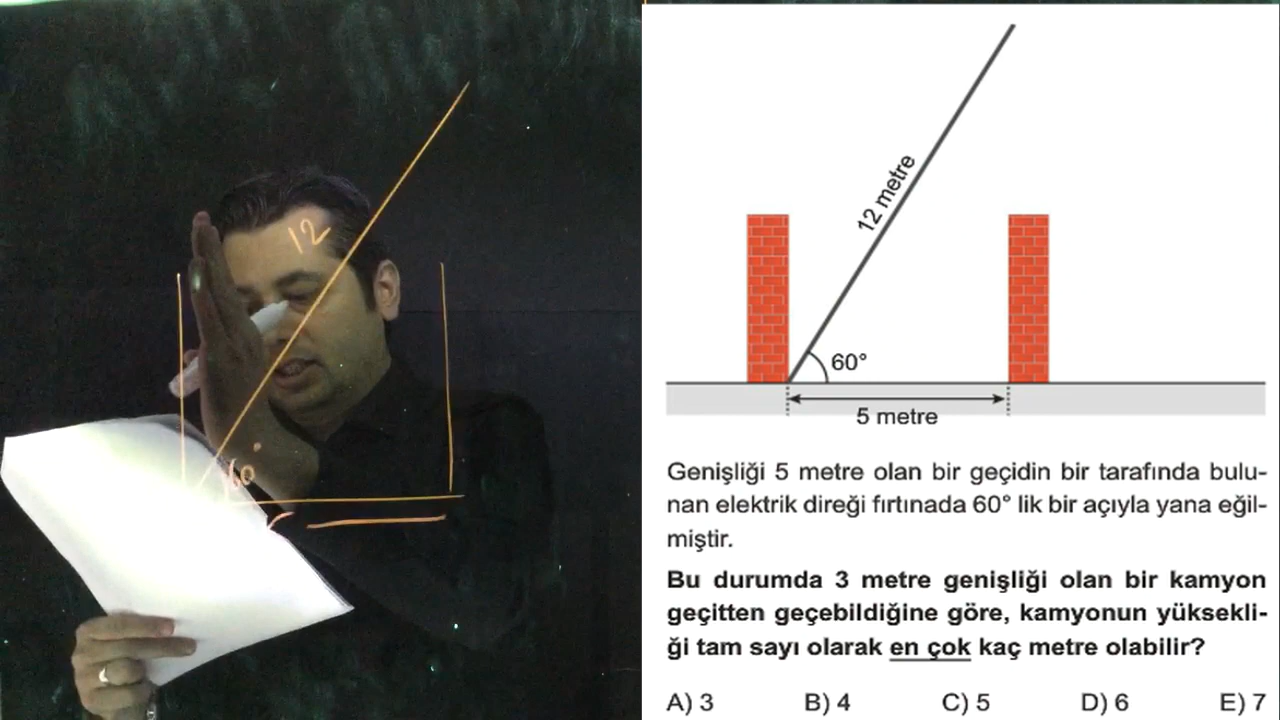 12
60°
12 metre
60°
5 metre
Genişliği 5 metre olan bir geçidin bir tarafında bulu-
nan elektrik direği fırtınada 60° lik bir açıyla yana eğil-
miştir.
Bu durumda 3 metre genişliği olan bir kamyon
geçitten geçebildiğine göre, kamyonun yüksekli-
ği tam sayı olarak en çok kaç metre olabilir?
A) 3 B) 4 C) 5 D) 6 E) 7